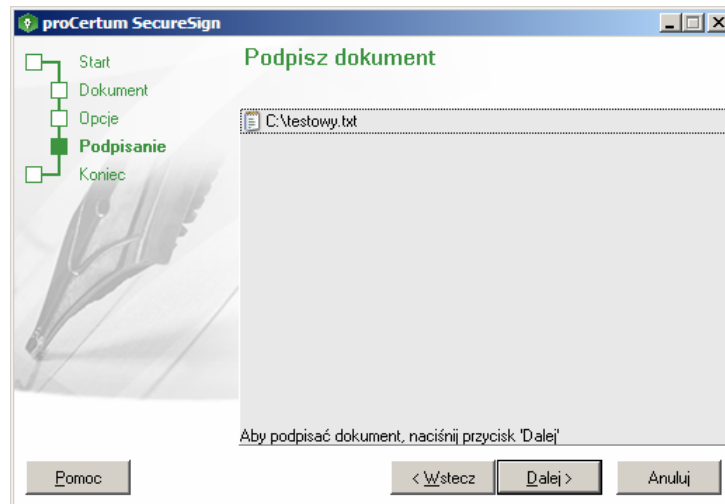 proCertum SecureSign
Start
Dokument
Opcje
Podpisanie
Koniec
Podpisz dokument
C:\testowy.txt
Aby podpisać dokument, naciśnij przycisk 'Dalej'
Pomoc
< Wstecz
Dalej >
Anuluj